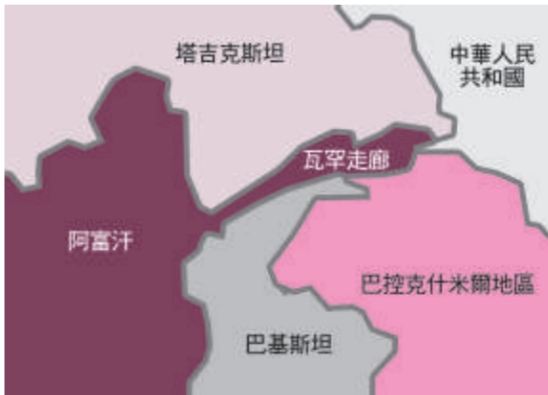 塔吉克斯坦
中華人民
共和國
瓦罕走廊
阿富汗
巴控克什米爾地區
巴基斯坦